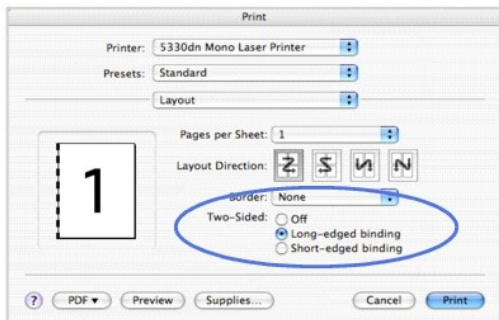 Print
Printer: 5330dn Mono Laser Printer
Presets: Standard
Layout
Pages per Sheet: 1
Layout Direction:
Border: None
Two-Sided: Off
Long-edged binding
Short-edged binding
1
? PDF▼ Preview Supplies... Cancel Print